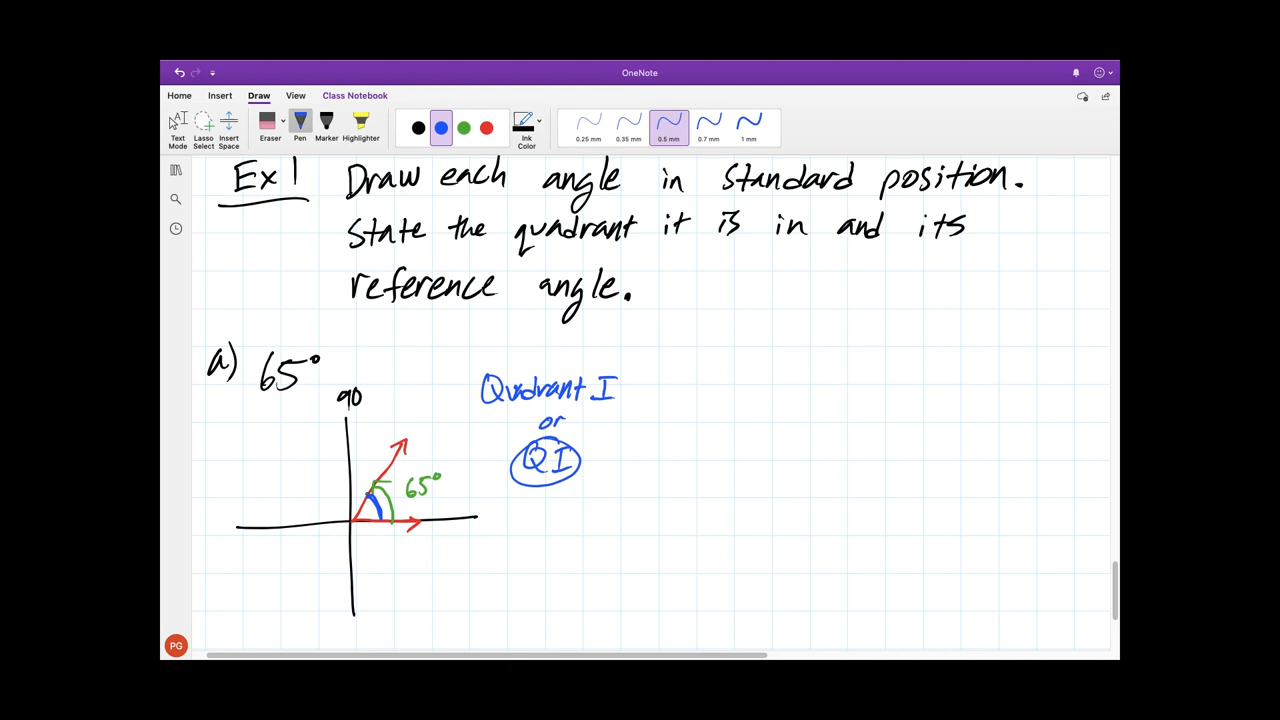 OneNote
Home Insert Draw View Class Notebook
Text Mode
Lasso Select
Insert Space
Eraser
Pen
Marker
Highlighter
Ink Color
0.25 mm
0.35 mm
0.5 mm
0.7 mm
1 mm
Ex 1 Draw each angle in standard position.
State the quadrant it is in and its
reference angle.
a) 65°
90
Quadrant I
or
QI
65°
PG